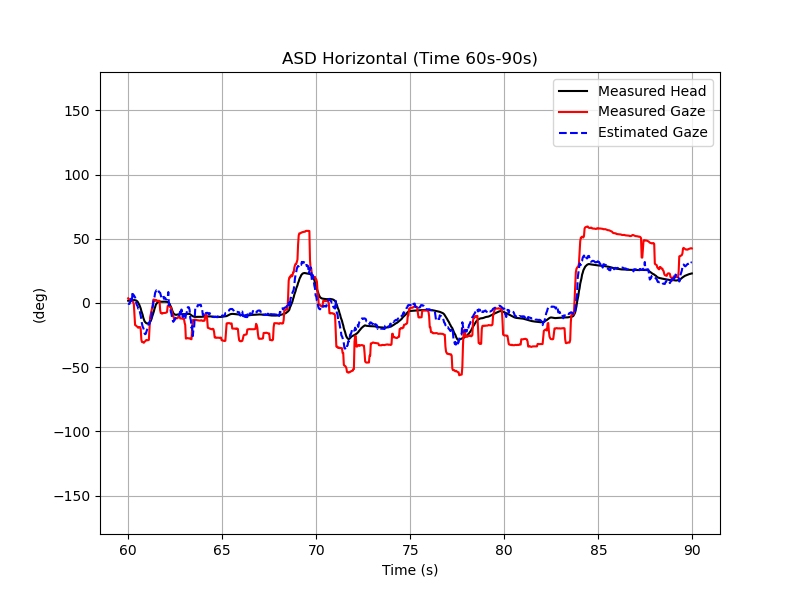 ASD Horizontal (Time 60s-90s)
Measured Head
Measured Gaze
Estimated Gaze
150
100
50
0
−50
−100
−150
(deg)
60 65 70 75 80 85 90
Time (s)